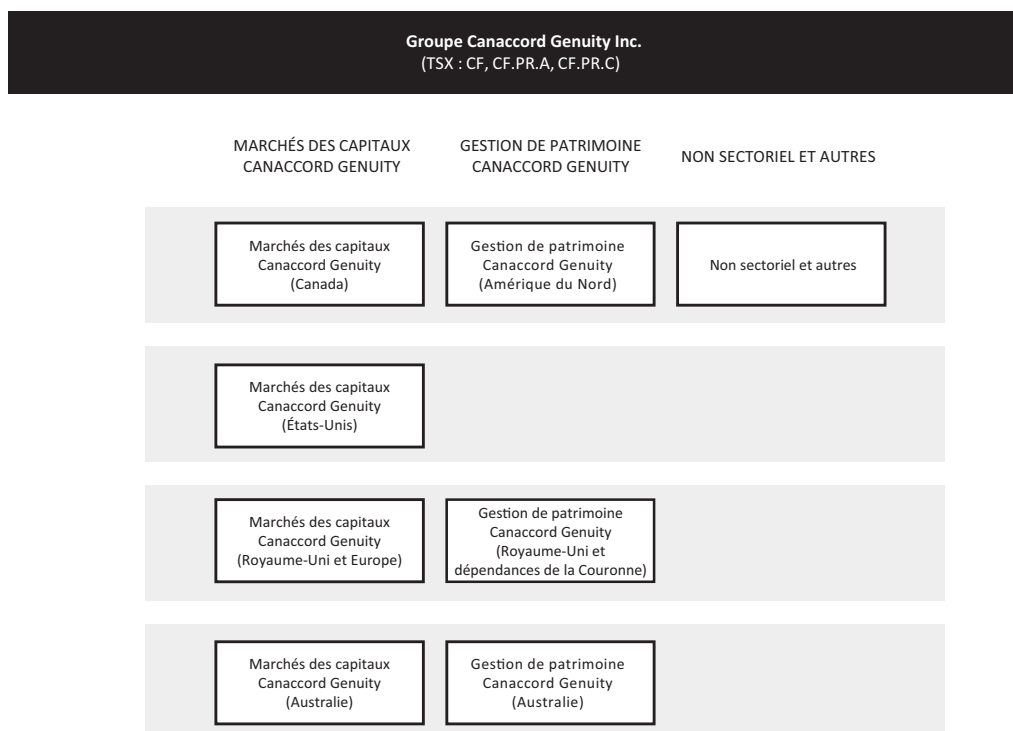 Groupe Canaccord Genuity Inc.
(TSX : CF, CF.PR.A, CF.PR.C)
MARCHÉS DES CAPITAUX
CANACCORD GENUITY
GESTION DE PATRIMOINE
CANACCORD GENUITY
NON SECTORIEL ET AUTRES
Marchés des capitaux
Canaccord Genuity
(Canada)
Gestion de patrimoine
Canaccord Genuity
(Amérique du Nord)
Non sectoriel et autres
Marchés des capitaux
Canaccord Genuity
(États-Unis)
Marchés des capitaux
Canaccord Genuity
(Royaume-Uni et Europe)
Gestion de patrimoine
Canaccord Genuity
(Royaume-Uni et
dépendances de la Couronne)
Marchés des capitaux
Canaccord Genuity
(Australie)
Gestion de patrimoine
Canaccord Genuity
(Australie)